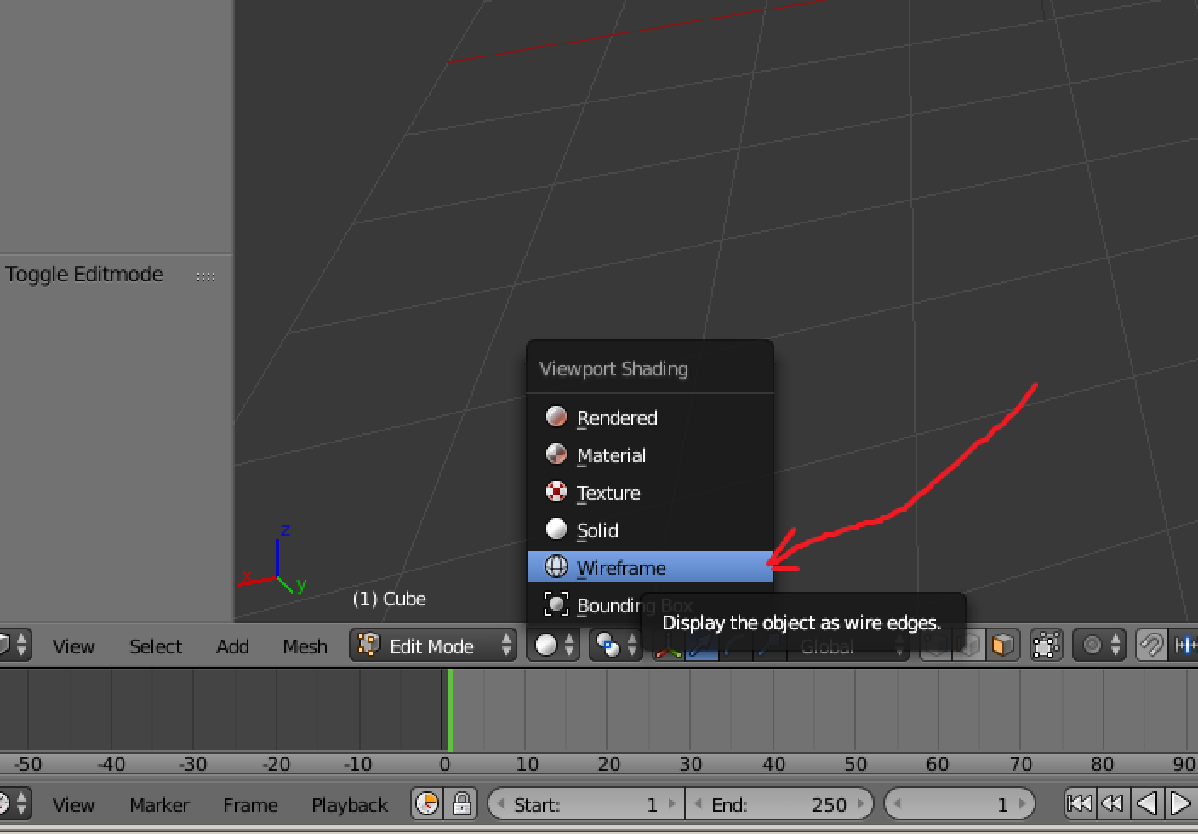 Toggle Editmode
Viewport Shading
Rendered
Material
Texture
Solid
Wireframe
Bounding Box
Display the object as wire edges.
z
x
y
(1) Cube
View Select Add Mesh Edit Mode Global
-50 -40 -30 -20 -10 0 10 20 30 40 50 60 70 80 90
View Marker Frame Playback Start: 1 End: 250 1